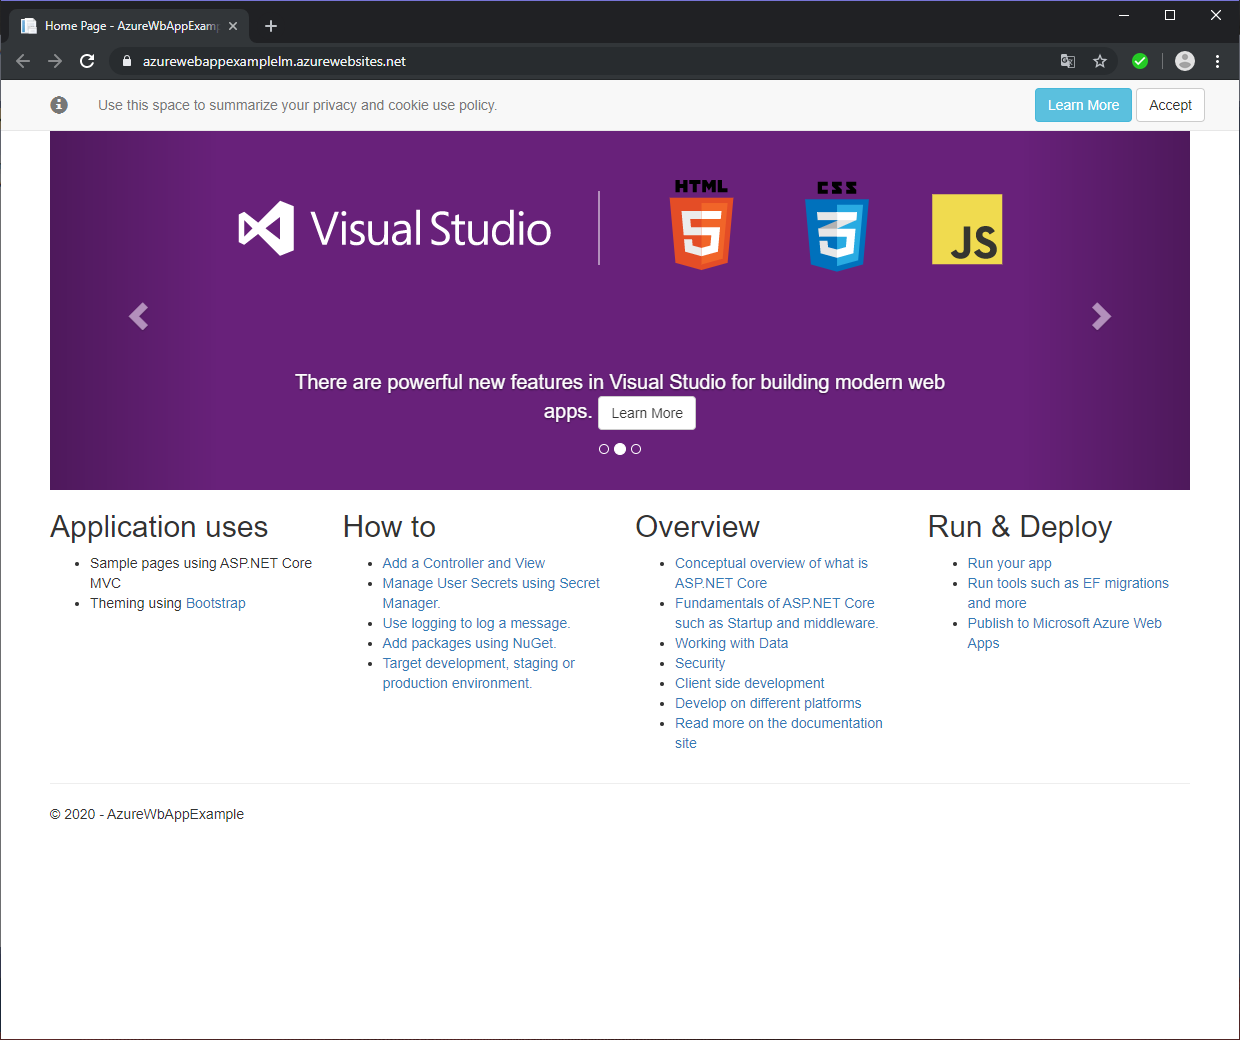 Home Page - AzureWbAppExam
azurewebappexamplelm.azurewebsites.net
Use this space to summarize your privacy and cookie use policy.
Learn More
Accept
Visual Studio
HTML
5
CSS
3
JS
There are powerful new features in Visual Studio for building modern web
apps. Learn More
Application uses
Sample pages using ASP.NET Core
MVC
Theming using Bootstrap
How to
Add a Controller and View
Manage User Secrets using Secret
Manager.
Use logging to log a message.
Add packages using NuGet.
Target development, staging or
production environment.
Overview
Conceptual overview of what is
ASP.NET Core
Fundamentals of ASP.NET Core
such as Startup and middleware.
Working with Data
Security
Client side development
Develop on different platforms
Read more on the documentation
site
Run & Deploy
Run your app
Run tools such as EF migrations
and more
Publish to Microsoft Azure Web
Apps
© 2020 - AzureWbAppExample